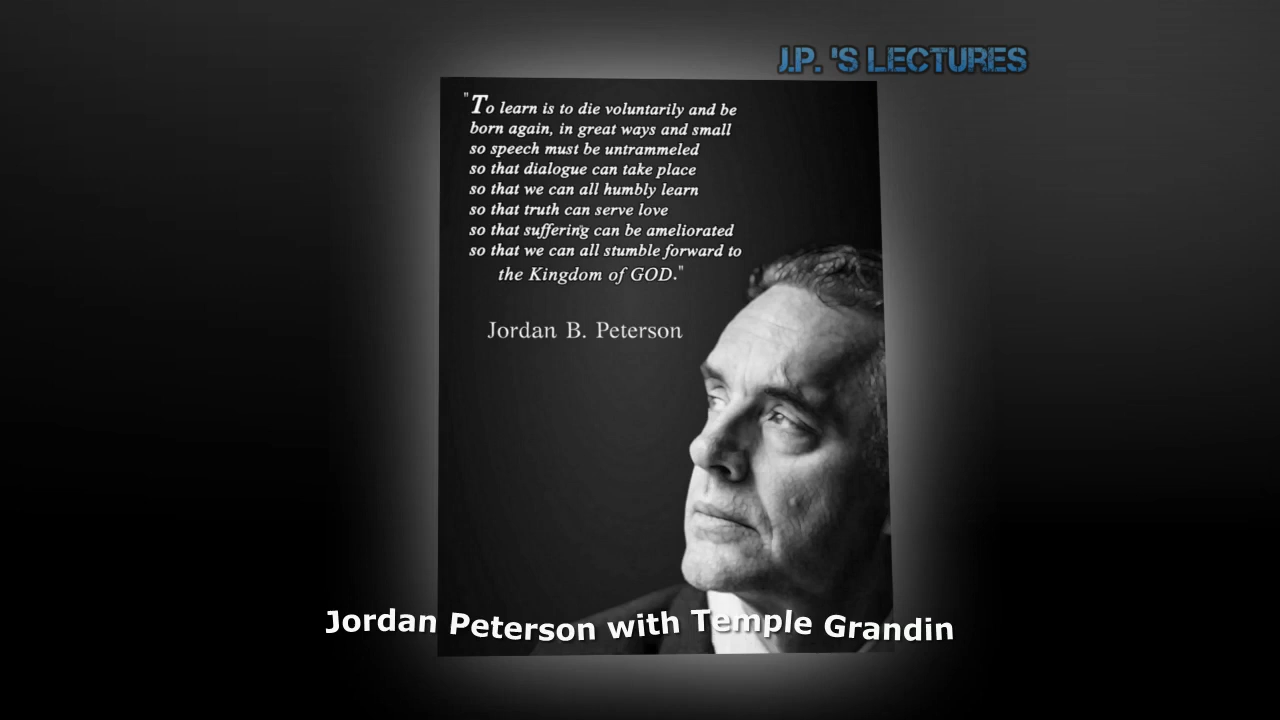 J.P. 'S LECTURES
"To learn is to die voluntarily and be
born again, in great ways and small
so speech must be untrammeled
so that dialogue can take place
so that we can all humbly learn
so that truth can serve love
so that suffering can be ameliorated
so that we can all stumble forward to
the Kingdom of GOD."
Jordan B. Peterson
Jordan Peterson with Temple Grandin